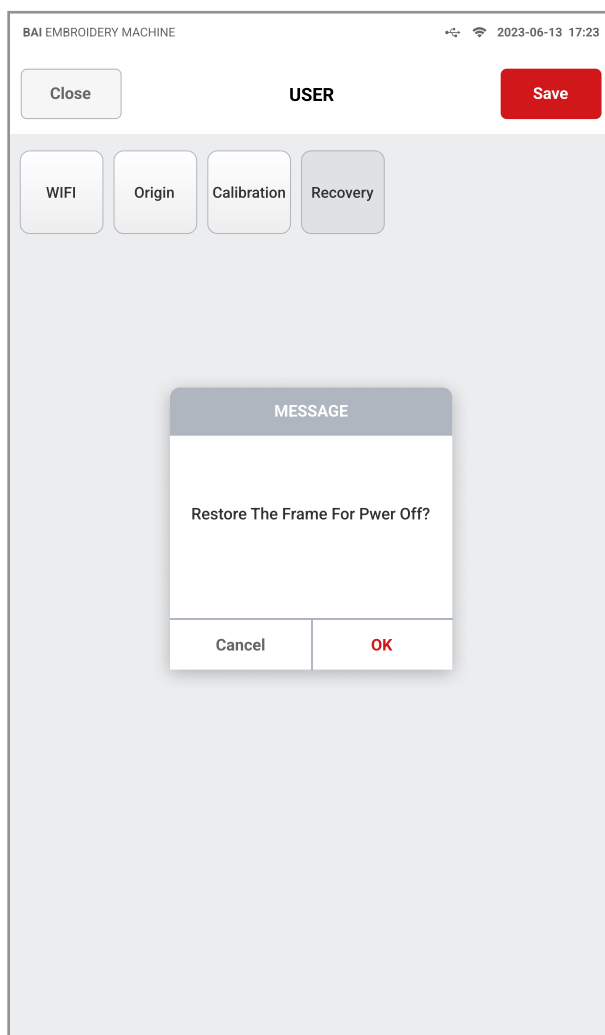 BAI EMBROIDERY MACHINE 2023-06-13 17:23
Close USER Save
WIFI Origin Calibration Recovery
MESSAGE
Restore The Frame For Pwer Off?
Cancel OK